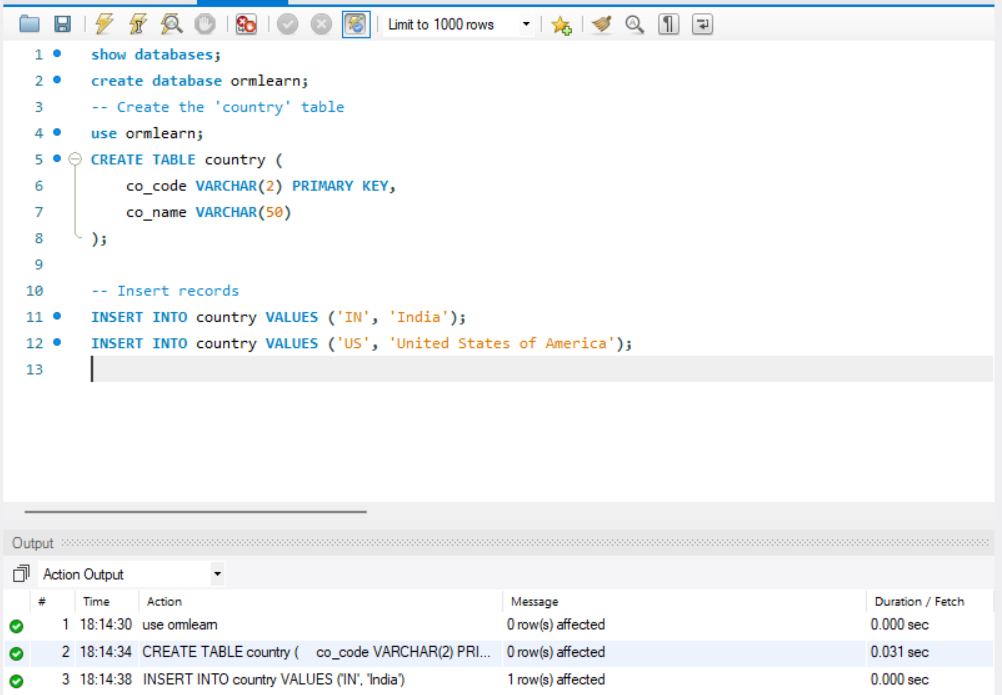 Limit to 1000 rows
1 show databases;
2 create database ormlearn;
3 -- Create the 'country' table
4 use ormlearn;
5 CREATE TABLE country (
6 co_code VARCHAR(2) PRIMARY KEY,
7 co_name VARCHAR(50)
8 );
9
10 -- Insert records
11 INSERT INTO country VALUES ('IN', 'India');
12 INSERT INTO country VALUES ('US', 'United States of America');
13
Output
Action Output
# Time Action Message Duration / Fetch
1 18:14:30 use ormlearn 0 row(s) affected 0.000 sec
2 18:14:34 CREATE TABLE country ( co_code VARCHAR(2) PRI... 0 row(s) affected 0.031 sec
3 18:14:38 INSERT INTO country VALUES ('IN', 'India') 1 row(s) affected 0.000 sec